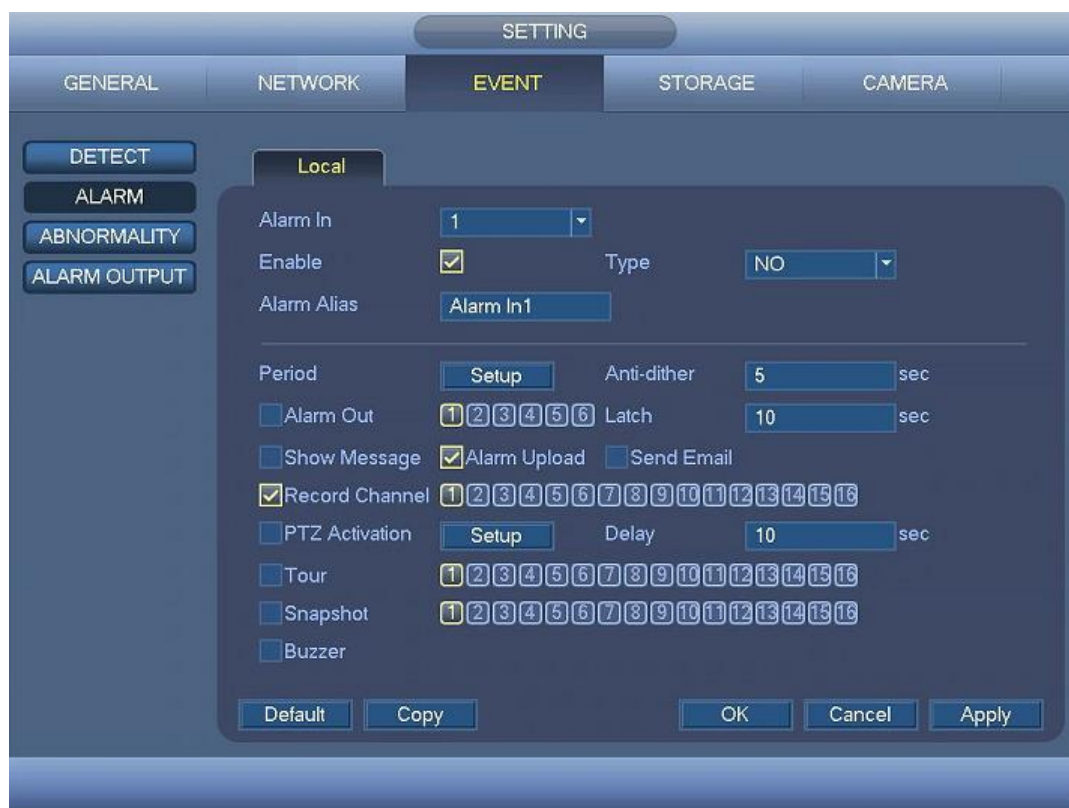 SETTING
GENERAL NETWORK EVENT STORAGE CAMERA
DETECT
ALARM
ABNORMALITY
ALARM OUTPUT
Local
Alarm In 1
Enable Type NO
Alarm Alias Alarm In1
Period Setup Anti-dither 5 sec
Alarm Out 1 2 3 4 5 6 Latch 10 sec
Show Message Alarm Upload Send Email
Record Channel 1 2 3 4 5 6 7 8 9 10 11 12 13 14 15 16
PTZ Activation Setup Delay 10 sec
Tour 1 2 3 4 5 6 7 8 9 10 11 12 13 14 15 16
Snapshot 1 2 3 4 5 6 7 8 9 10 11 12 13 14 15 16
Buzzer
Default Copy OK Cancel Apply